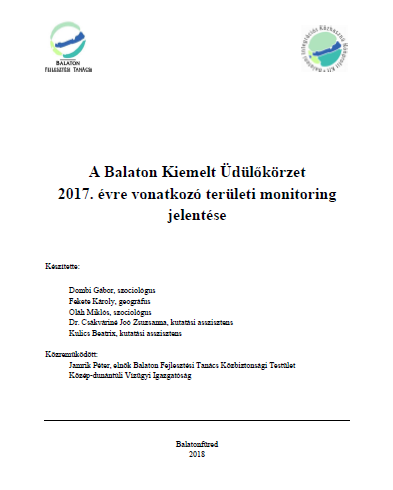 BALATON
FEJLESZTÉSI TANÁCS
A Balaton Kiemelt Üdülőkörzet
2017. évre vonatkozó területi monitoring
jelentése
Készítette:
Dombi Gábor, szociológus
Fekete Károly, geográfus
Oláh Miklós, szociológus
Dr. Csákváriné Joó Zsuzsanna, kutatási asszisztens
Kulics Beatrix, kutatási asszisztens
Közreműködött:
Jamrik Péter, elnök Balaton Fejlesztési Tanács Közbiztonsági Testület
Közép-dunántúli Vízügyi Igazgatóság
Balatonfüred
2018